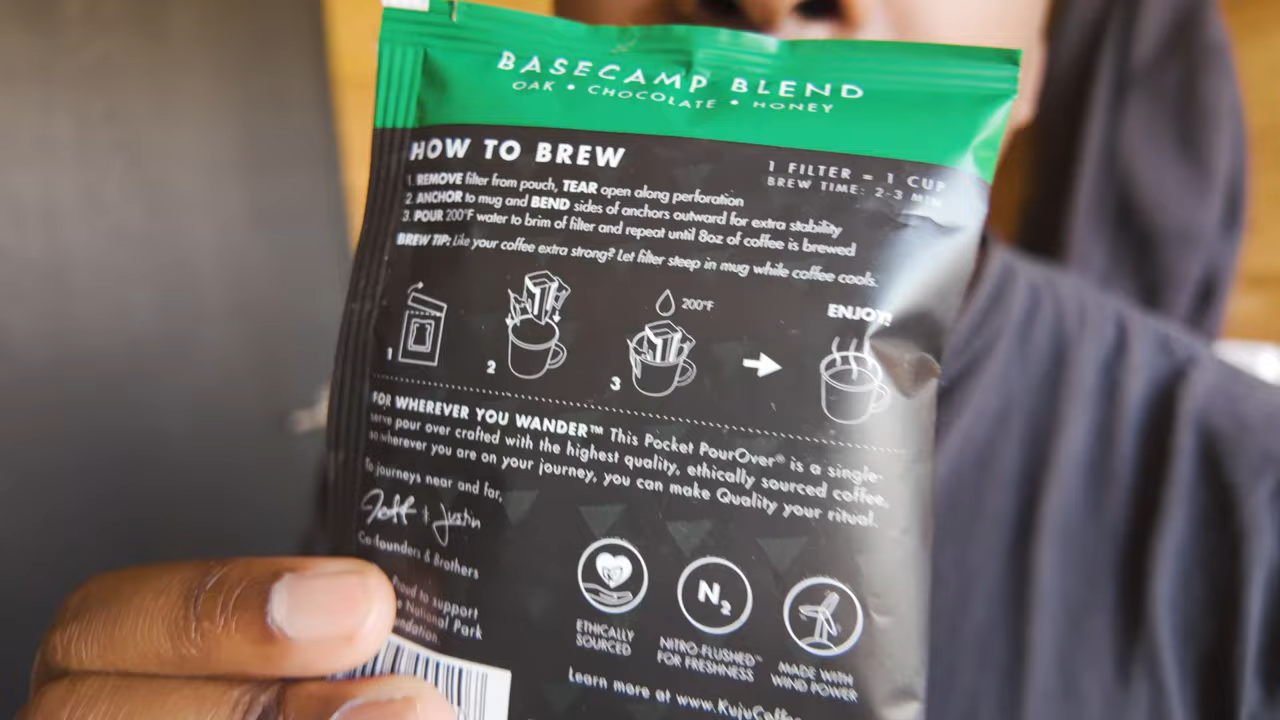 BASECAMP BLEND
OAK • CHOCOLATE • HONEY
HOW TO BREW
1 FILTER = 1 CUP
BREW TIME: 2-3 MIN
1. REMOVE filter from pouch, TEAR open along perforation
2. ANCHOR to mug and BEND sides of anchors outward for extra stability
3. POUR 200°F water to brim of filter and repeat until 8oz of coffee is brewed
BREW TIP: Like your coffee extra strong? Let filter steep in mug while coffee cools.
200°F
ENJOY!
1
2
3
FOR WHEREVER YOU WANDER™ This Pocket PourOver® is a single-
serve pour over crafted with the highest quality, ethically sourced coffee,
so wherever you are on your journey, you can make Quality your ritual.
To journeys near and far,
Jeff + Justin
Co-founders & Brothers
Proud to support
National Park
N2
ETHICALLY
SOURCED
NITRO-FLUSHED™
FOR FRESHNESS
MADE WITH
WIND POWER
Learn more at www.KujuCoffe